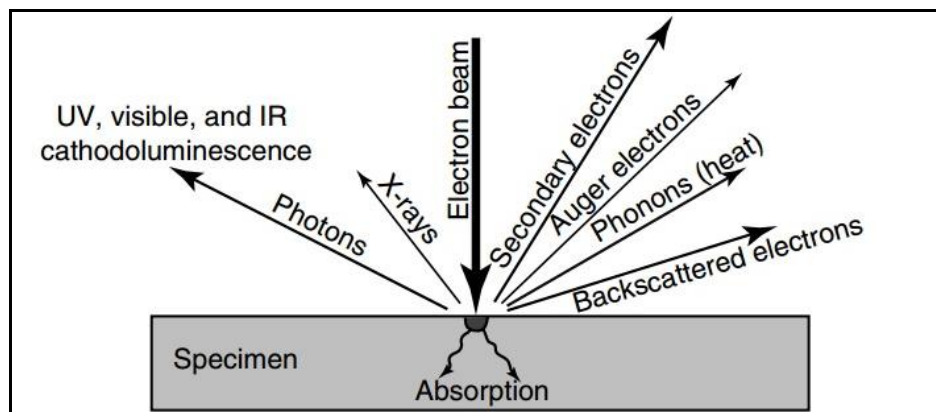 UV, visible, and IR
cathodoluminescence
Photons
X-rays
Electron beam
Secondary electrons
Auger electrons
Phonons (heat)
Backscattered electrons
Specimen
Absorption